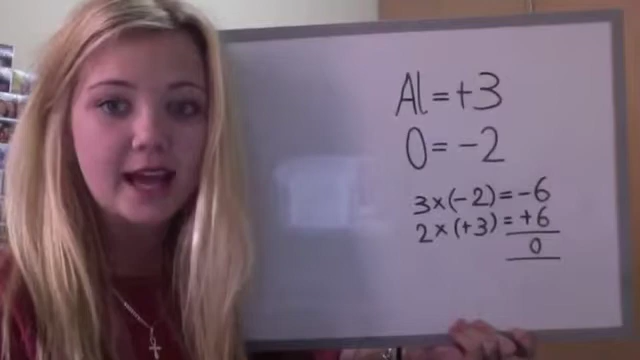 Al = +3
O = -2
3 × (-2) = -6
2 × (+3) = +6
0